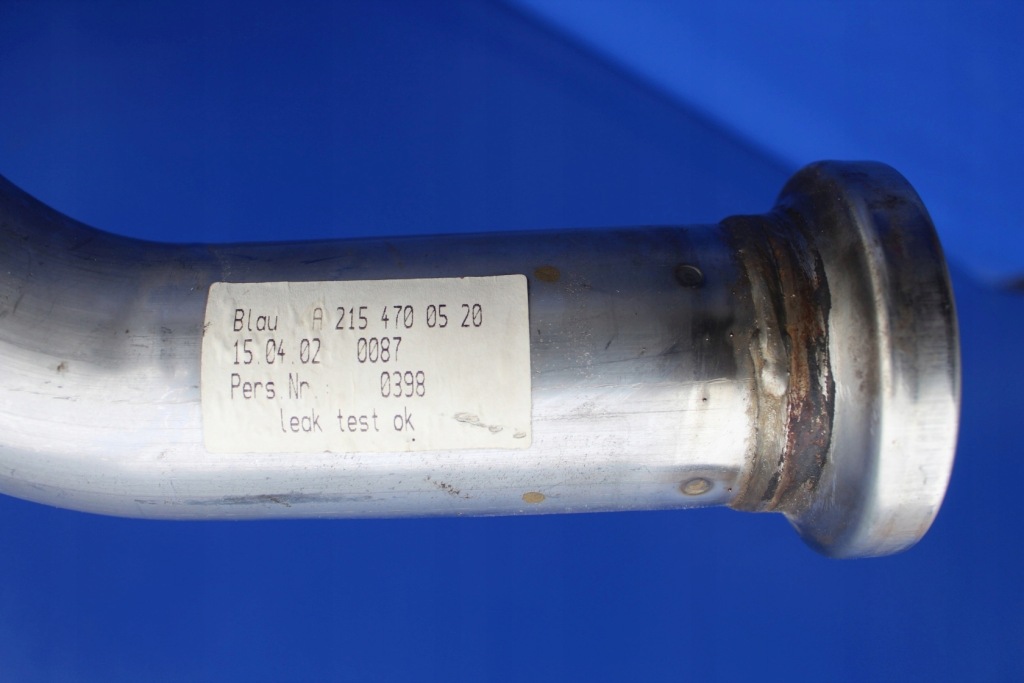 Blau A 215 470 05 20
15.04.02 0087
Pers.Nr.: 0398
leak test ok